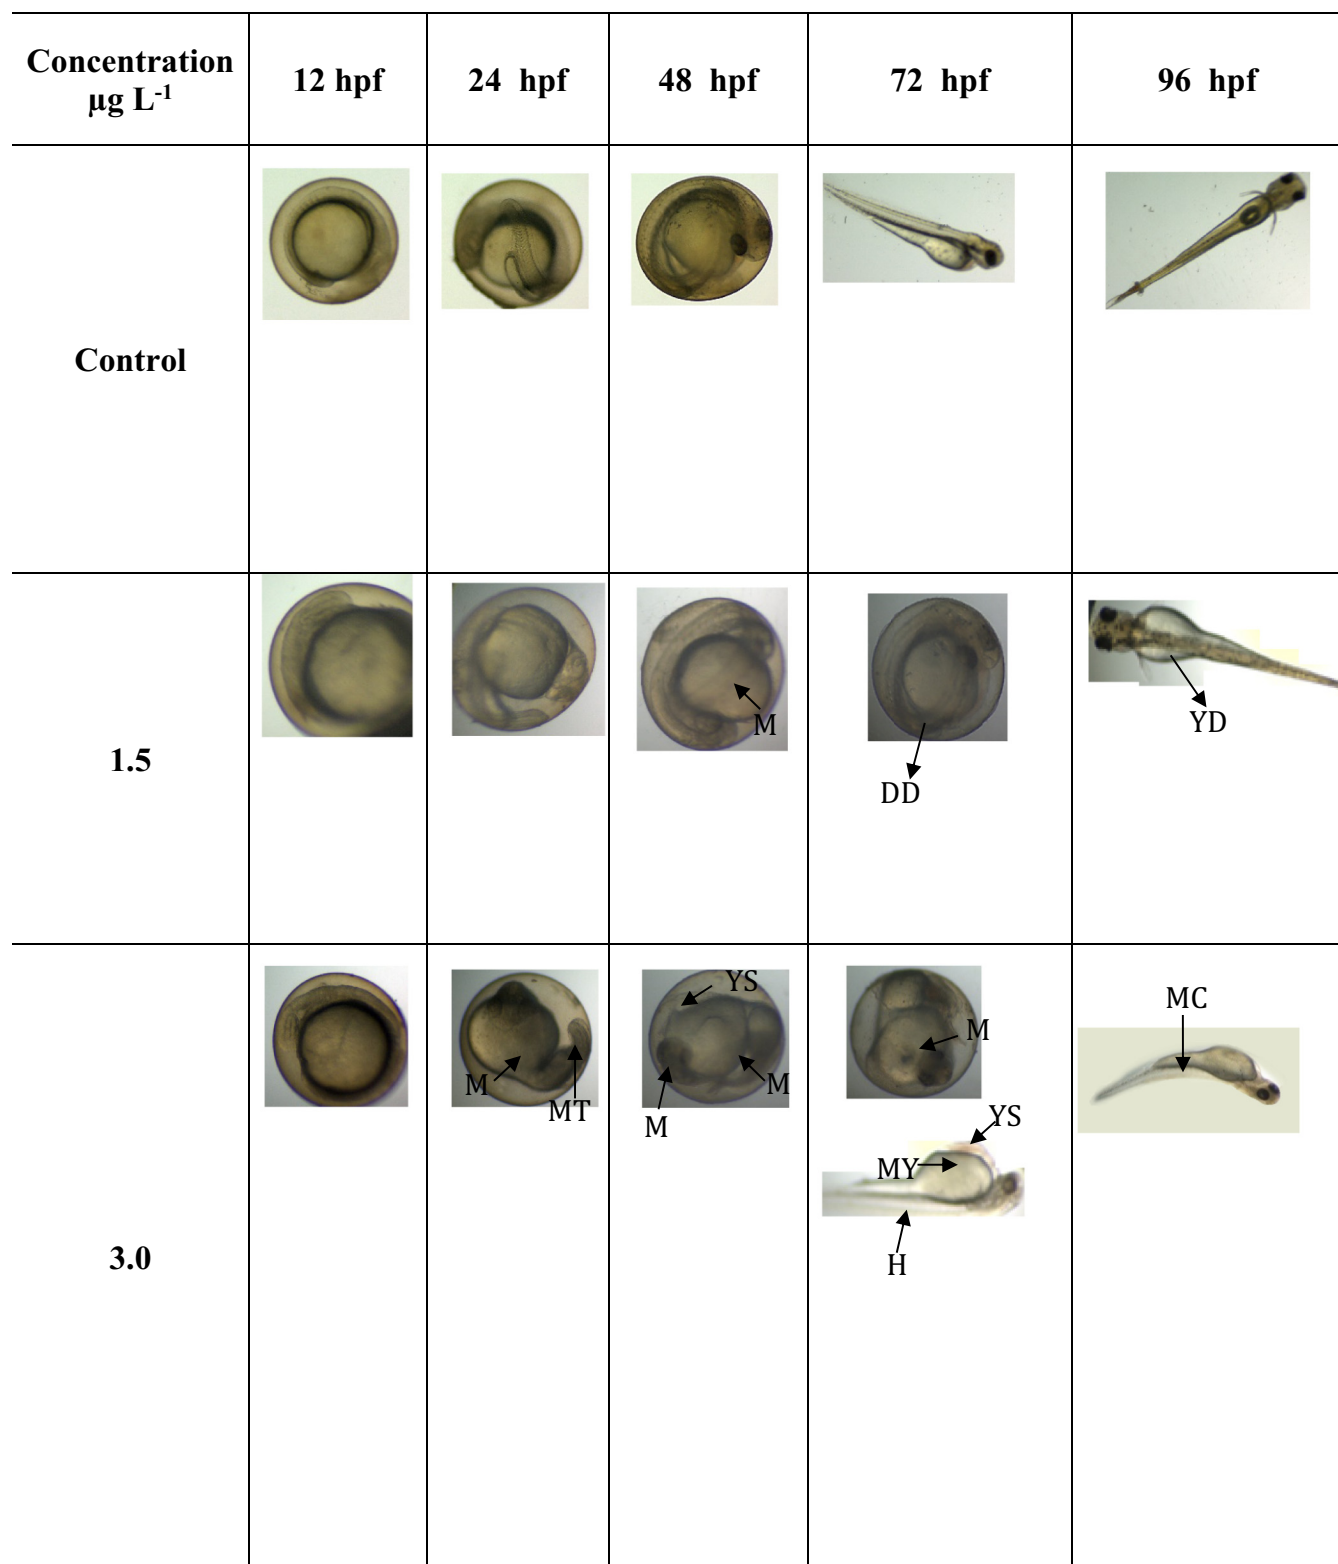 Concentration
µg L-1
12 hpf
24 hpf
48 hpf
72 hpf
96 hpf
Control
1.5
M
DD
YD
3.0
M
MT
YS
M
M
M
YS
MY
H
MC